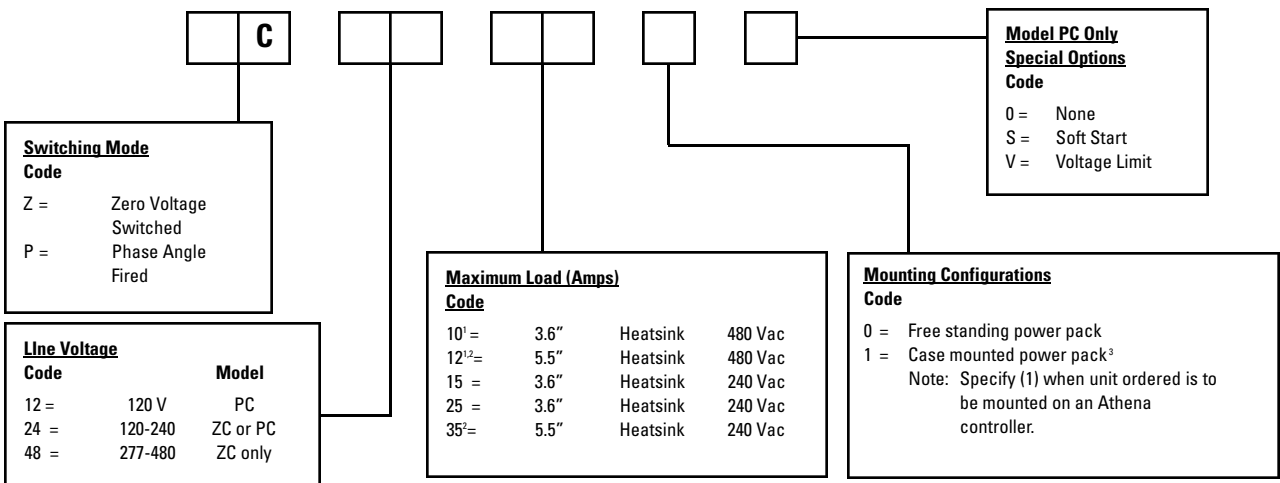 C
Model PC Only
Special Options
Code
0 = None
S = Soft Start
V = Voltage Limit
Switching Mode
Code
Z = Zero Voltage
Switched
P = Phase Angle
Fired
LIne Voltage
Code Model
12 = 120 V PC
24 = 120-240 ZC or PC
48 = 277-480 ZC only
Maximum Load (Amps)
Code
10¹ = 3.6" Heatsink 480 Vac
12¹,²= 5.5" Heatsink 480 Vac
15 = 3.6" Heatsink 240 Vac
25 = 3.6" Heatsink 240 Vac
35²= 5.5" Heatsink 240 Vac
Mounting Configurations
Code
0 = Free standing power pack
1 = Case mounted power pack³
Note: Specify (1) when unit ordered is to
be mounted on an Athena
controller.